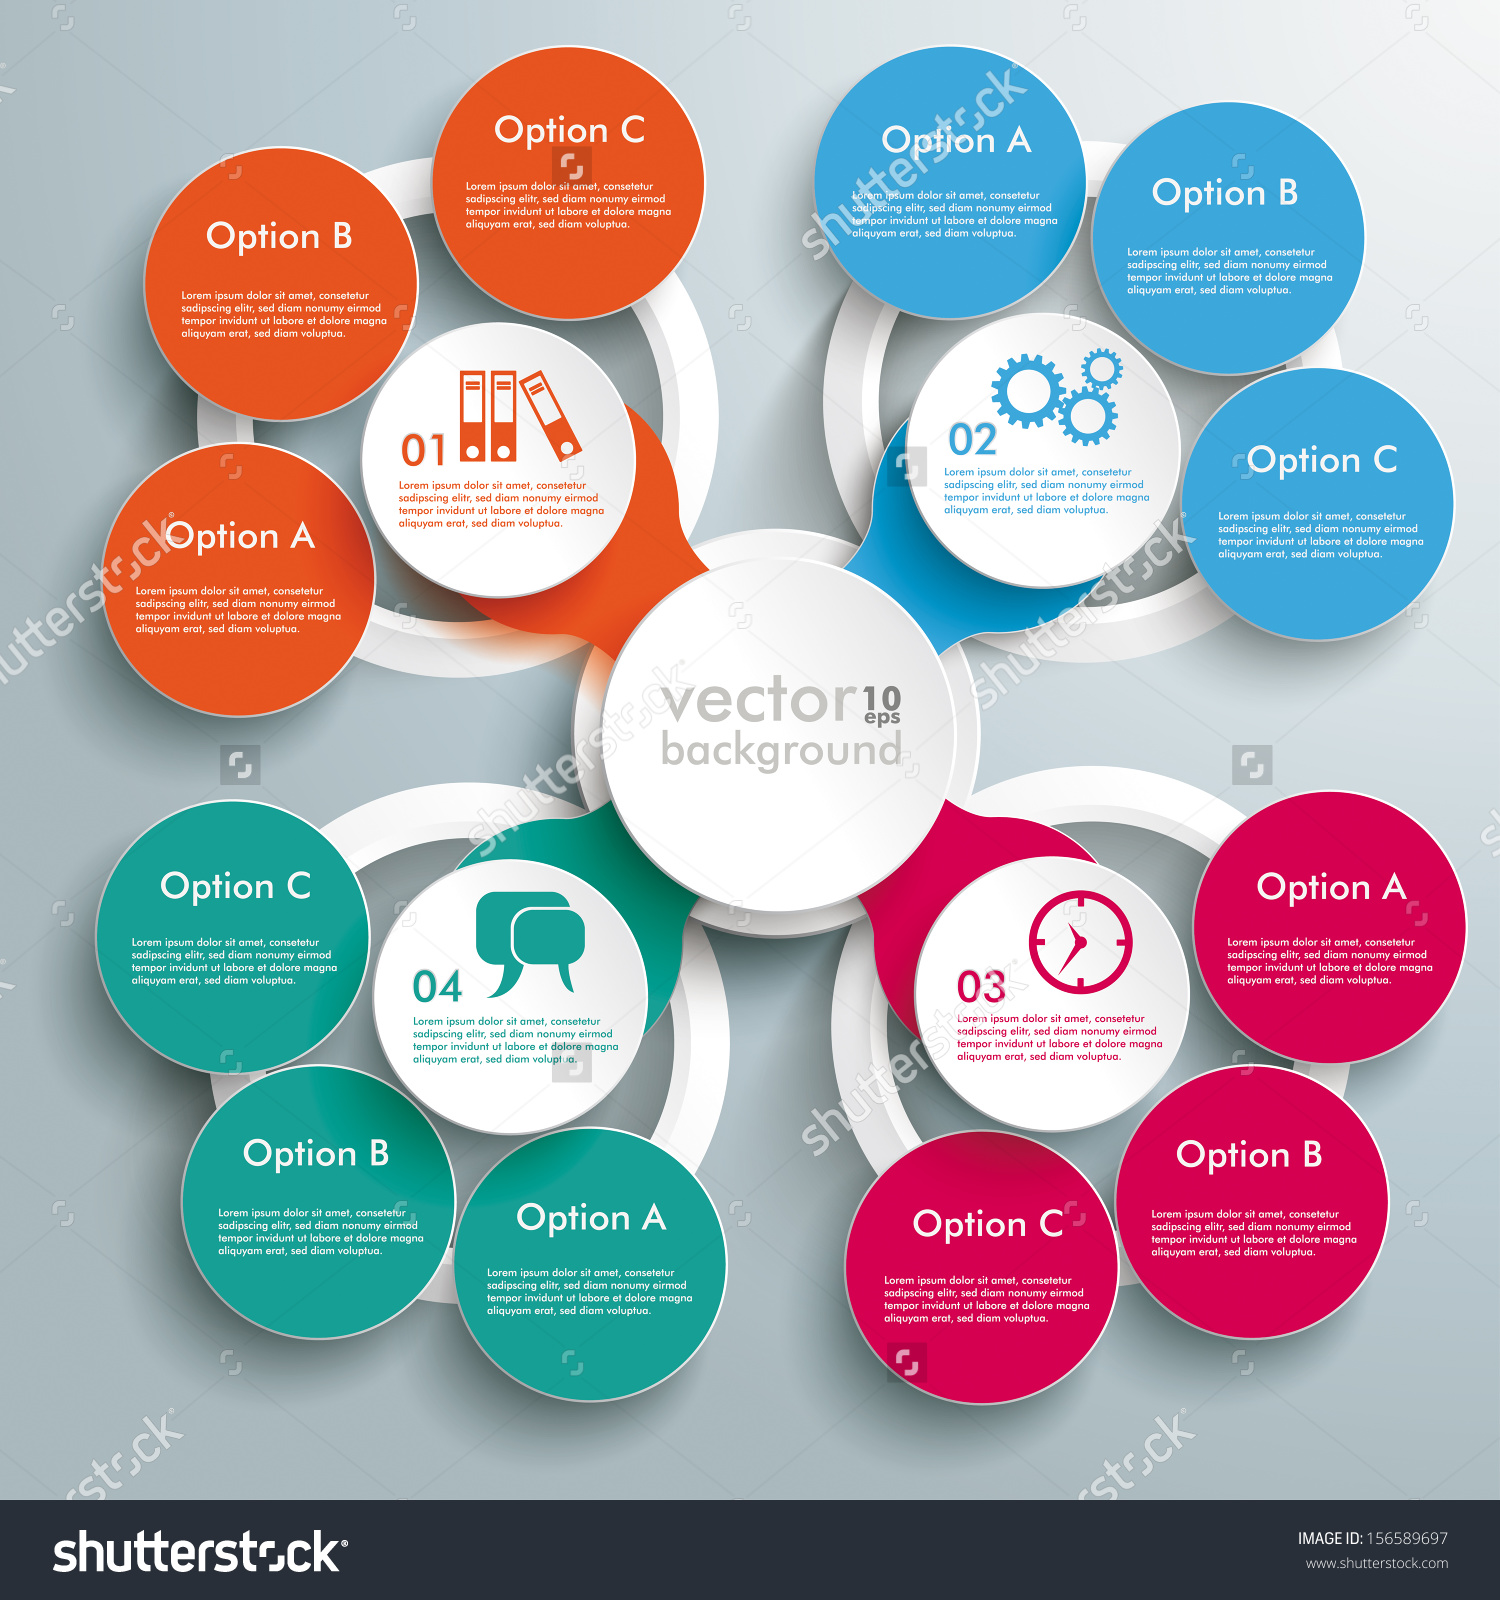 Option C
Lorem ipsum dolor sit amet, consetetur
sadipscing elitr, sed diam nonumy eirmod
tempor invidunt ut labore et dolore magna
aliquyam erat, sed diam voluptua.
Option B
Lorem ipsum dolor sit amet, consetetur
sadipscing elitr, sed diam nonumy eirmod
tempor invidunt ut labore et dolore magna
aliquyam erat, sed diam voluptua.
Option A
Lorem ipsum dolor sit amet, consetetur
sadipscing elitr, sed diam nonumy eirmod
tempor invidunt ut labore et dolore magna
aliquyam erat, sed diam voluptua.
01
Lorem ipsum dolor sit amet, consetetur
sadipscing elitr, sed diam nonumy eirmod
tempor invidunt ut labore et dolore magna
aliquyam erat, sed diam voluptua.
Option A
Lorem ipsum dolor sit amet, consetetur
sadipscing elitr, sed diam nonumy eirmod
tempor invidunt ut labore et dolore magna
aliquyam erat, sed diam voluptua.
Option B
Lorem ipsum dolor sit amet, consetetur
sadipscing elitr, sed diam nonumy eirmod
tempor invidunt ut labore et dolore magna
aliquyam erat, sed diam voluptua.
Option C
Lorem ipsum dolor sit amet, consetetur
sadipscing elitr, sed diam nonumy eirmod
tempor invidunt ut labore et dolore magna
aliquyam erat, sed diam voluptua.
02
Lorem ipsum dolor sit amet, consetetur
sadipscing elitr, sed diam nonumy eirmod
tempor invidunt ut labore et dolore magna
aliquyam erat, sed diam voluptua.
vector 10 eps
background
Option C
Lorem ipsum dolor sit amet, consetetur
sadipscing elitr, sed diam nonumy eirmod
tempor invidunt ut labore et dolore magna
aliquyam erat, sed diam voluptua.
04
Lorem ipsum dolor sit amet, consetetur
sadipscing elitr, sed diam nonumy eirmod
tempor invidunt ut labore et dolore magna
aliquyam erat, sed diam voluptua.
Option B
Lorem ipsum dolor sit amet, consetetur
sadipscing elitr, sed diam nonumy eirmod
tempor invidunt ut labore et dolore magna
aliquyam erat, sed diam voluptua.
Option A
Lorem ipsum dolor sit amet, consetetur
sadipscing elitr, sed diam nonumy eirmod
tempor invidunt ut labore et dolore magna
aliquyam erat, sed diam voluptua.
Option A
Lorem ipsum dolor sit amet, consetetur
sadipscing elitr, sed diam nonumy eirmod
tempor invidunt ut labore et dolore magna
aliquyam erat, sed diam voluptua.
03
Lorem ipsum dolor sit amet, consetetur
sadipscing elitr, sed diam nonumy eirmod
tempor invidunt ut labore et dolore magna
aliquyam erat, sed diam voluptua.
Option B
Lorem ipsum dolor sit amet, consetetur
sadipscing elitr, sed diam nonumy eirmod
tempor invidunt ut labore et dolore magna
aliquyam erat, sed diam voluptua.
Option C
Lorem ipsum dolor sit amet, consetetur
sadipscing elitr, sed diam nonumy eirmod
tempor invidunt ut labore et dolore magna
aliquyam erat, sed diam voluptua.
shutterstock
shutterstock
shutterstock
shutterstock
shutterstock
shutterstock®
IMAGE ID: 156589697
www.shutterstock.com